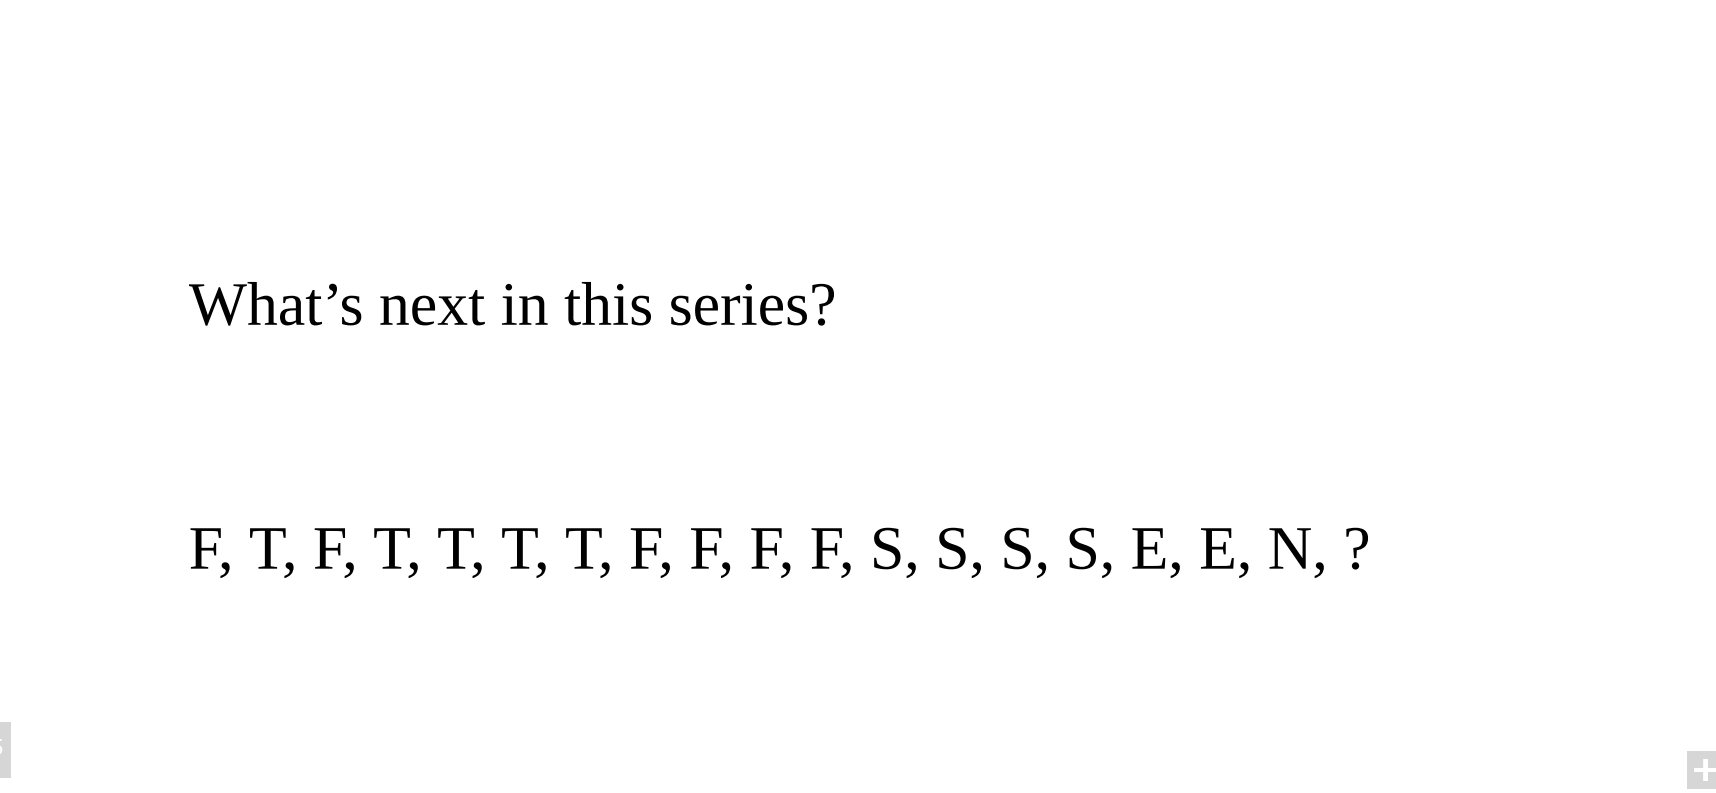 What’s next in this series?
F, T, F, T, T, T, T, F, F, F, F, S, S, S, S, E, E, N, ?